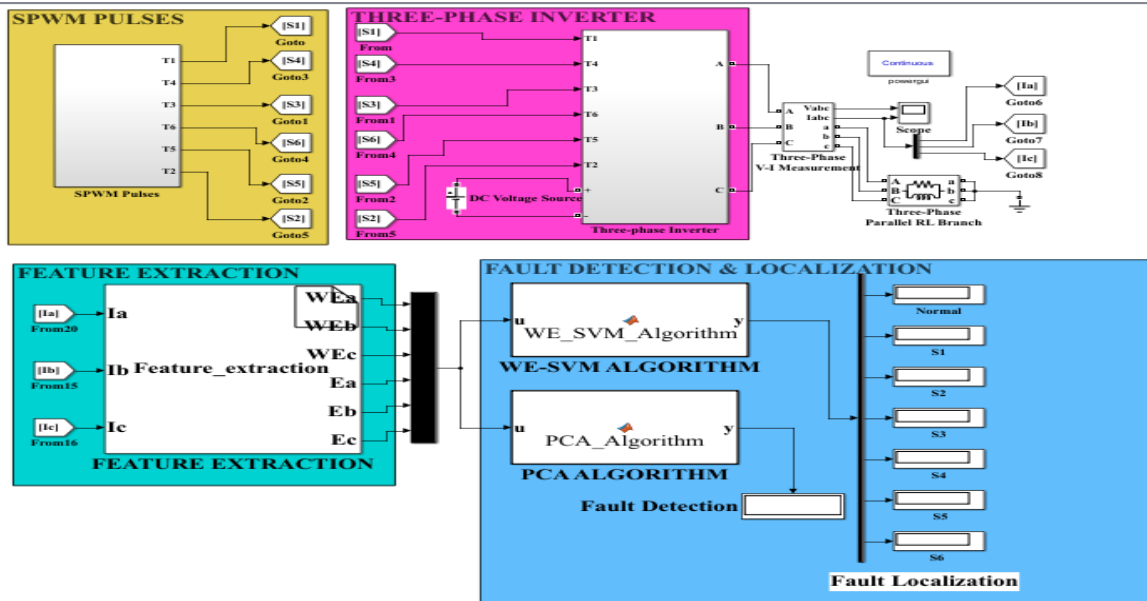 SPWM PULSES
T1
T4
T3
T6
T5
T2
SPWM Pulses
[S1]
Goto
[S4]
Goto3
[S3]
Goto1
[S6]
Goto4
[S5]
Goto2
[S2]
Goto5
THREE-PHASE INVERTER
[S1]
From
[S4]
From3
[S3]
From1
[S6]
From4
[S5]
From2
[S2]
From5
DC Voltage Source
T1
T4
T3
T6
T5
T2
+
-
A
B
C
Three-phase Inverter
Continuous
powergui
A
B
C
Vabc
Iabc
a
b
c
Three-Phase
V-I Measurement
Scope
[Ia]
Goto6
[Ib]
Goto7
[Ic]
Goto8
A
B
C
a
b
c
Three-Phase
Parallel RL Branch
FEATURE EXTRACTION
[Ia]
From20
[Ib]
From15
[Ic]
From16
Ia
Ib
Ic
Feature_extraction
WEa
WEb
WEc
Ea
Eb
Ec
FEATURE EXTRACTION
FAULT DETECTION & LOCALIZATION
u
WE_SVM_Algorithm
y
WE-SVM ALGORITHM
u
PCA_Algorithm
y
PCA ALGORITHM
Fault Detection
Normal
S1
S2
S3
S4
S5
S6
Fault Localization